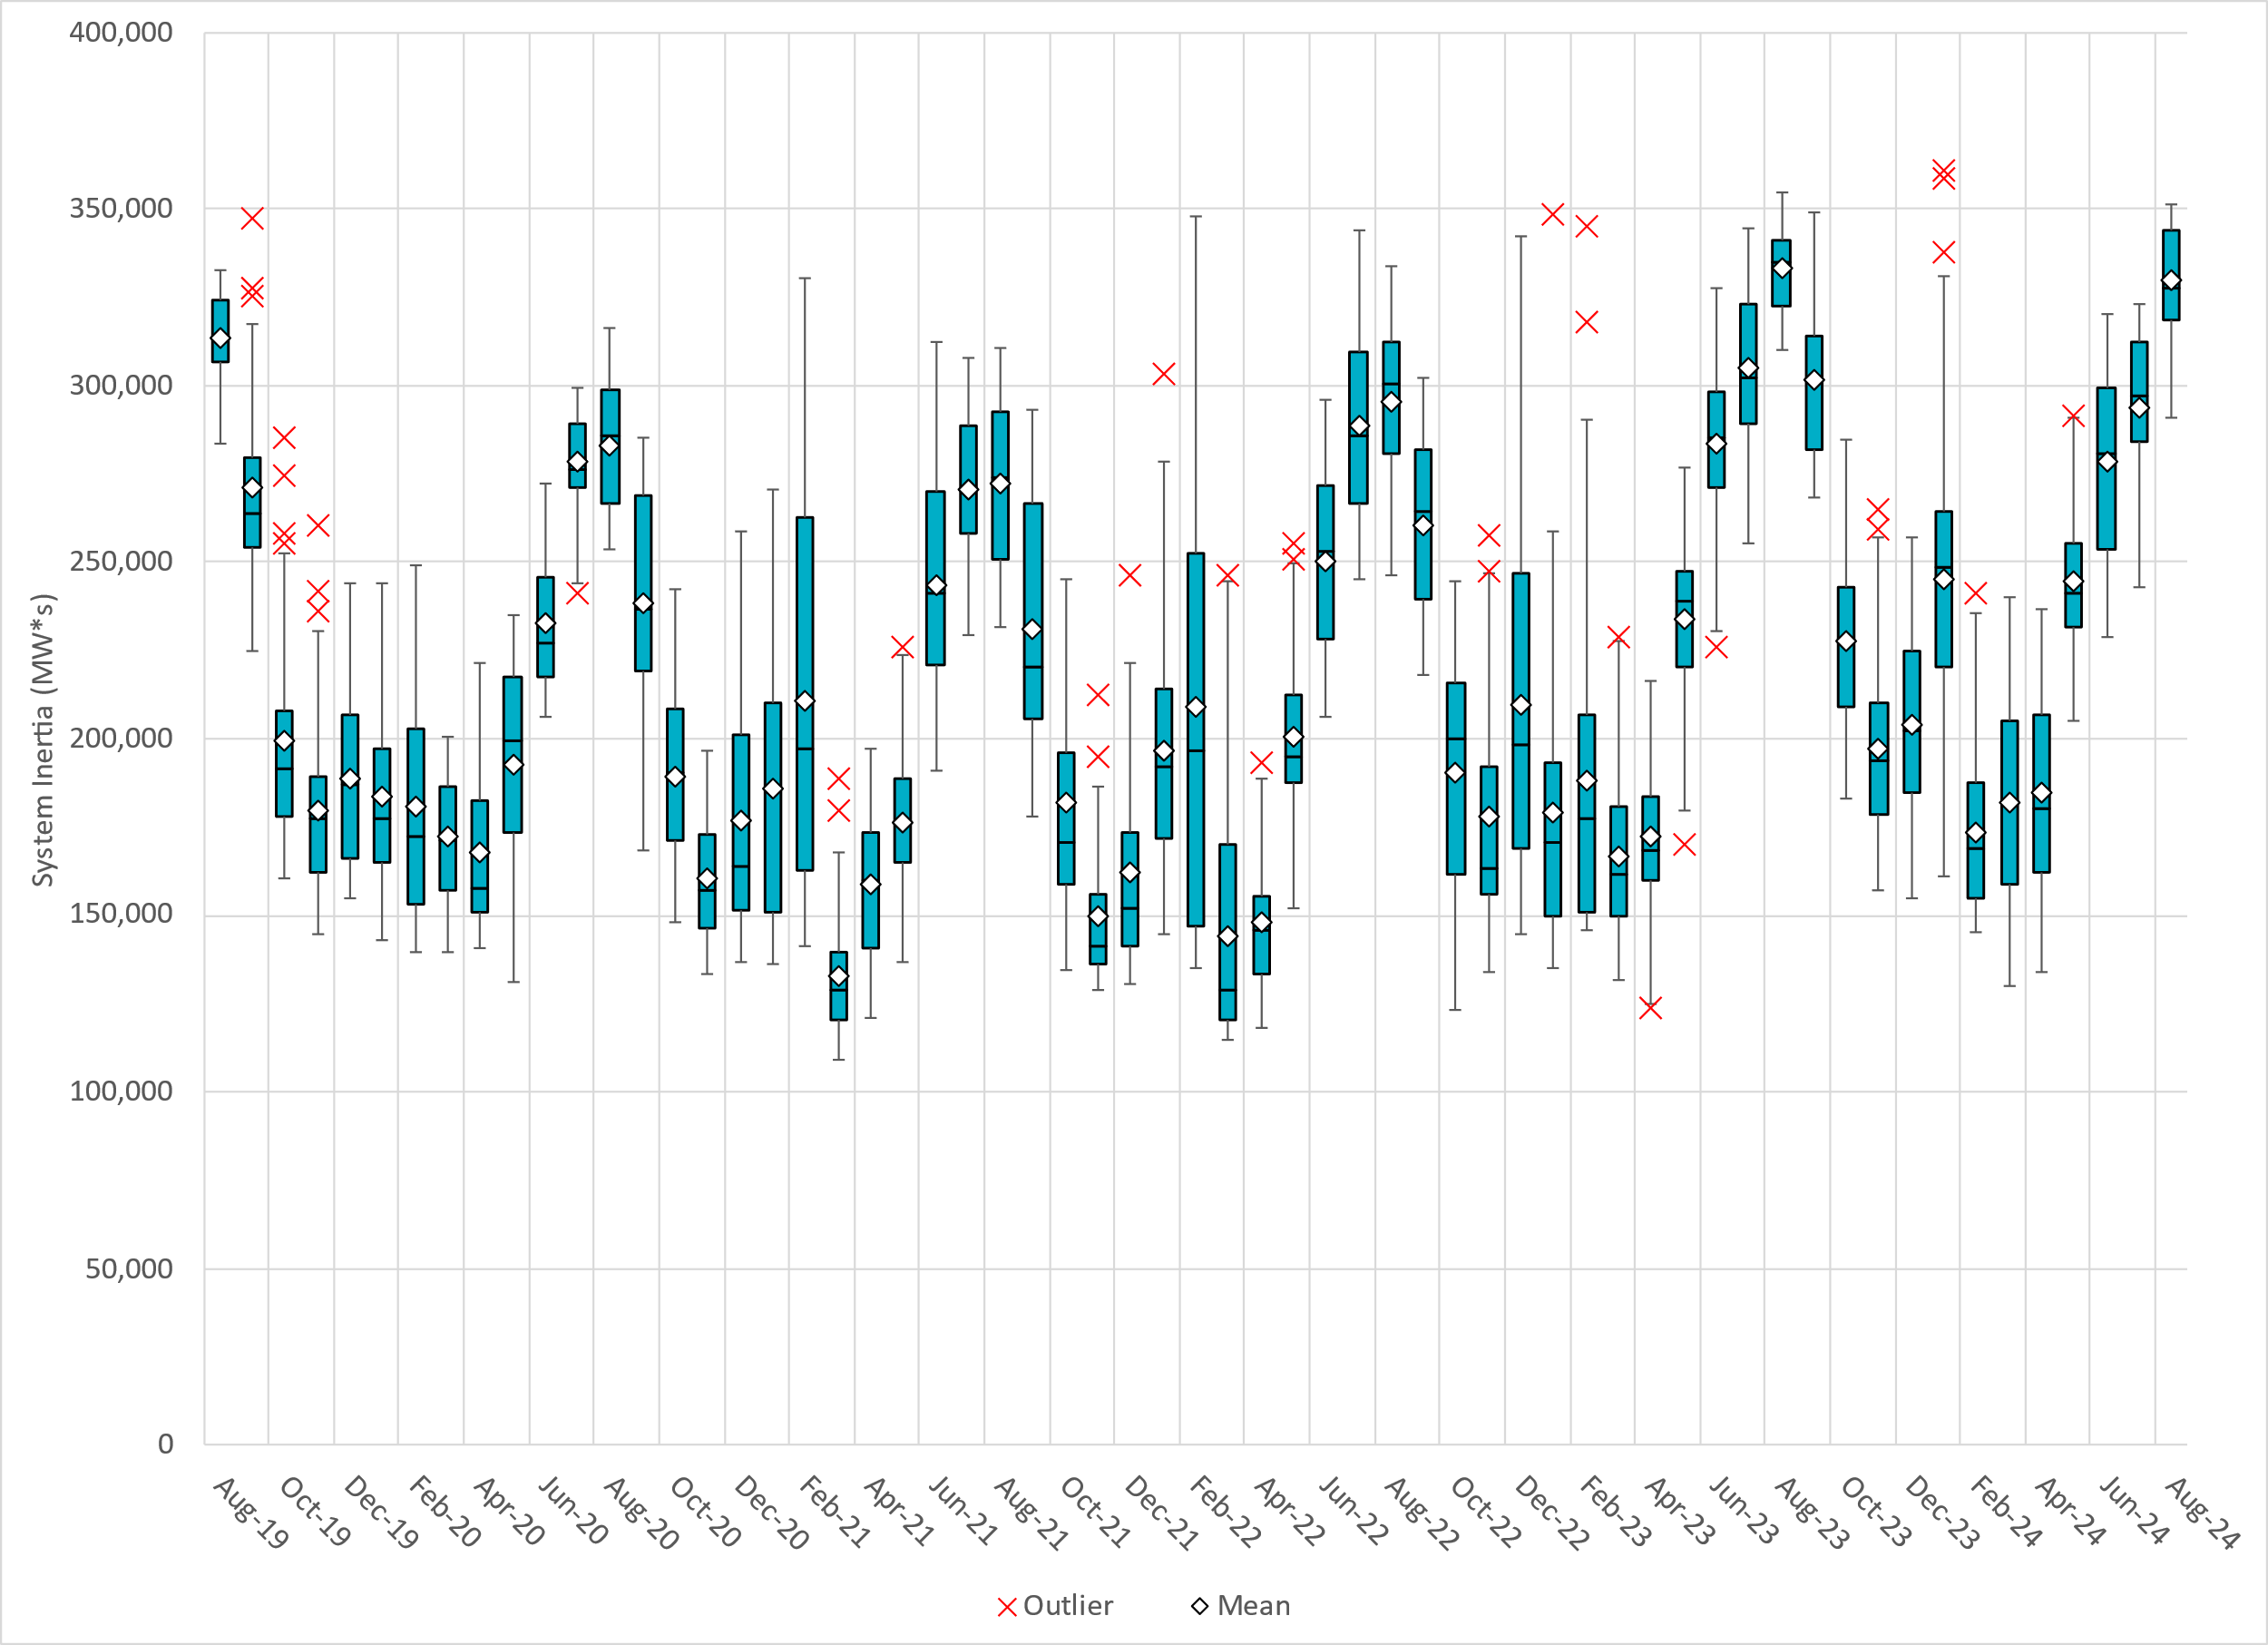 400,000
350,000
300,000
250,000
200,000
150,000
100,000
50,000
0
System Inertia (MW*s)
Aug-19
Oct-19
Dec-19
Feb-20
Apr-20
Jun-20
Aug-20
Oct-20
Dec-20
Feb-21
Apr-21
Jun-21
Aug-21
Oct-21
Dec-21
Feb-22
Apr-22
Jun-22
Aug-22
Oct-22
Dec-22
Feb-23
Apr-23
Jun-23
Aug-23
Oct-23
Dec-23
Feb-24
Apr-24
Jun-24
Aug-24
Outlier Mean